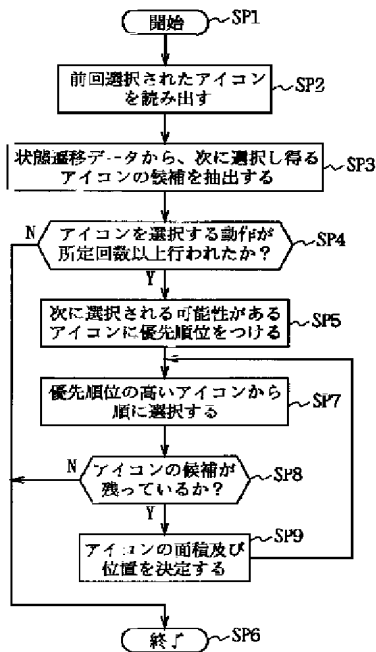 開始
SP1
前回選択されたアイコン
を読み出す
SP2
状態遷移データから、次に選択し得る
アイコンの候補を抽出する
SP3
N
アイコンを選択する動作が
所定回数以上行われたか?
SP4
Y
次に選択される可能性がある
アイコンに優先順位をつける
SP5
優先順位の高いアイコンから
順に選択する
SP7
N
アイコンの候補が
残っているか?
SP8
Y
アイコンの面積及び
位置を決定する
SP9
終了
SP6